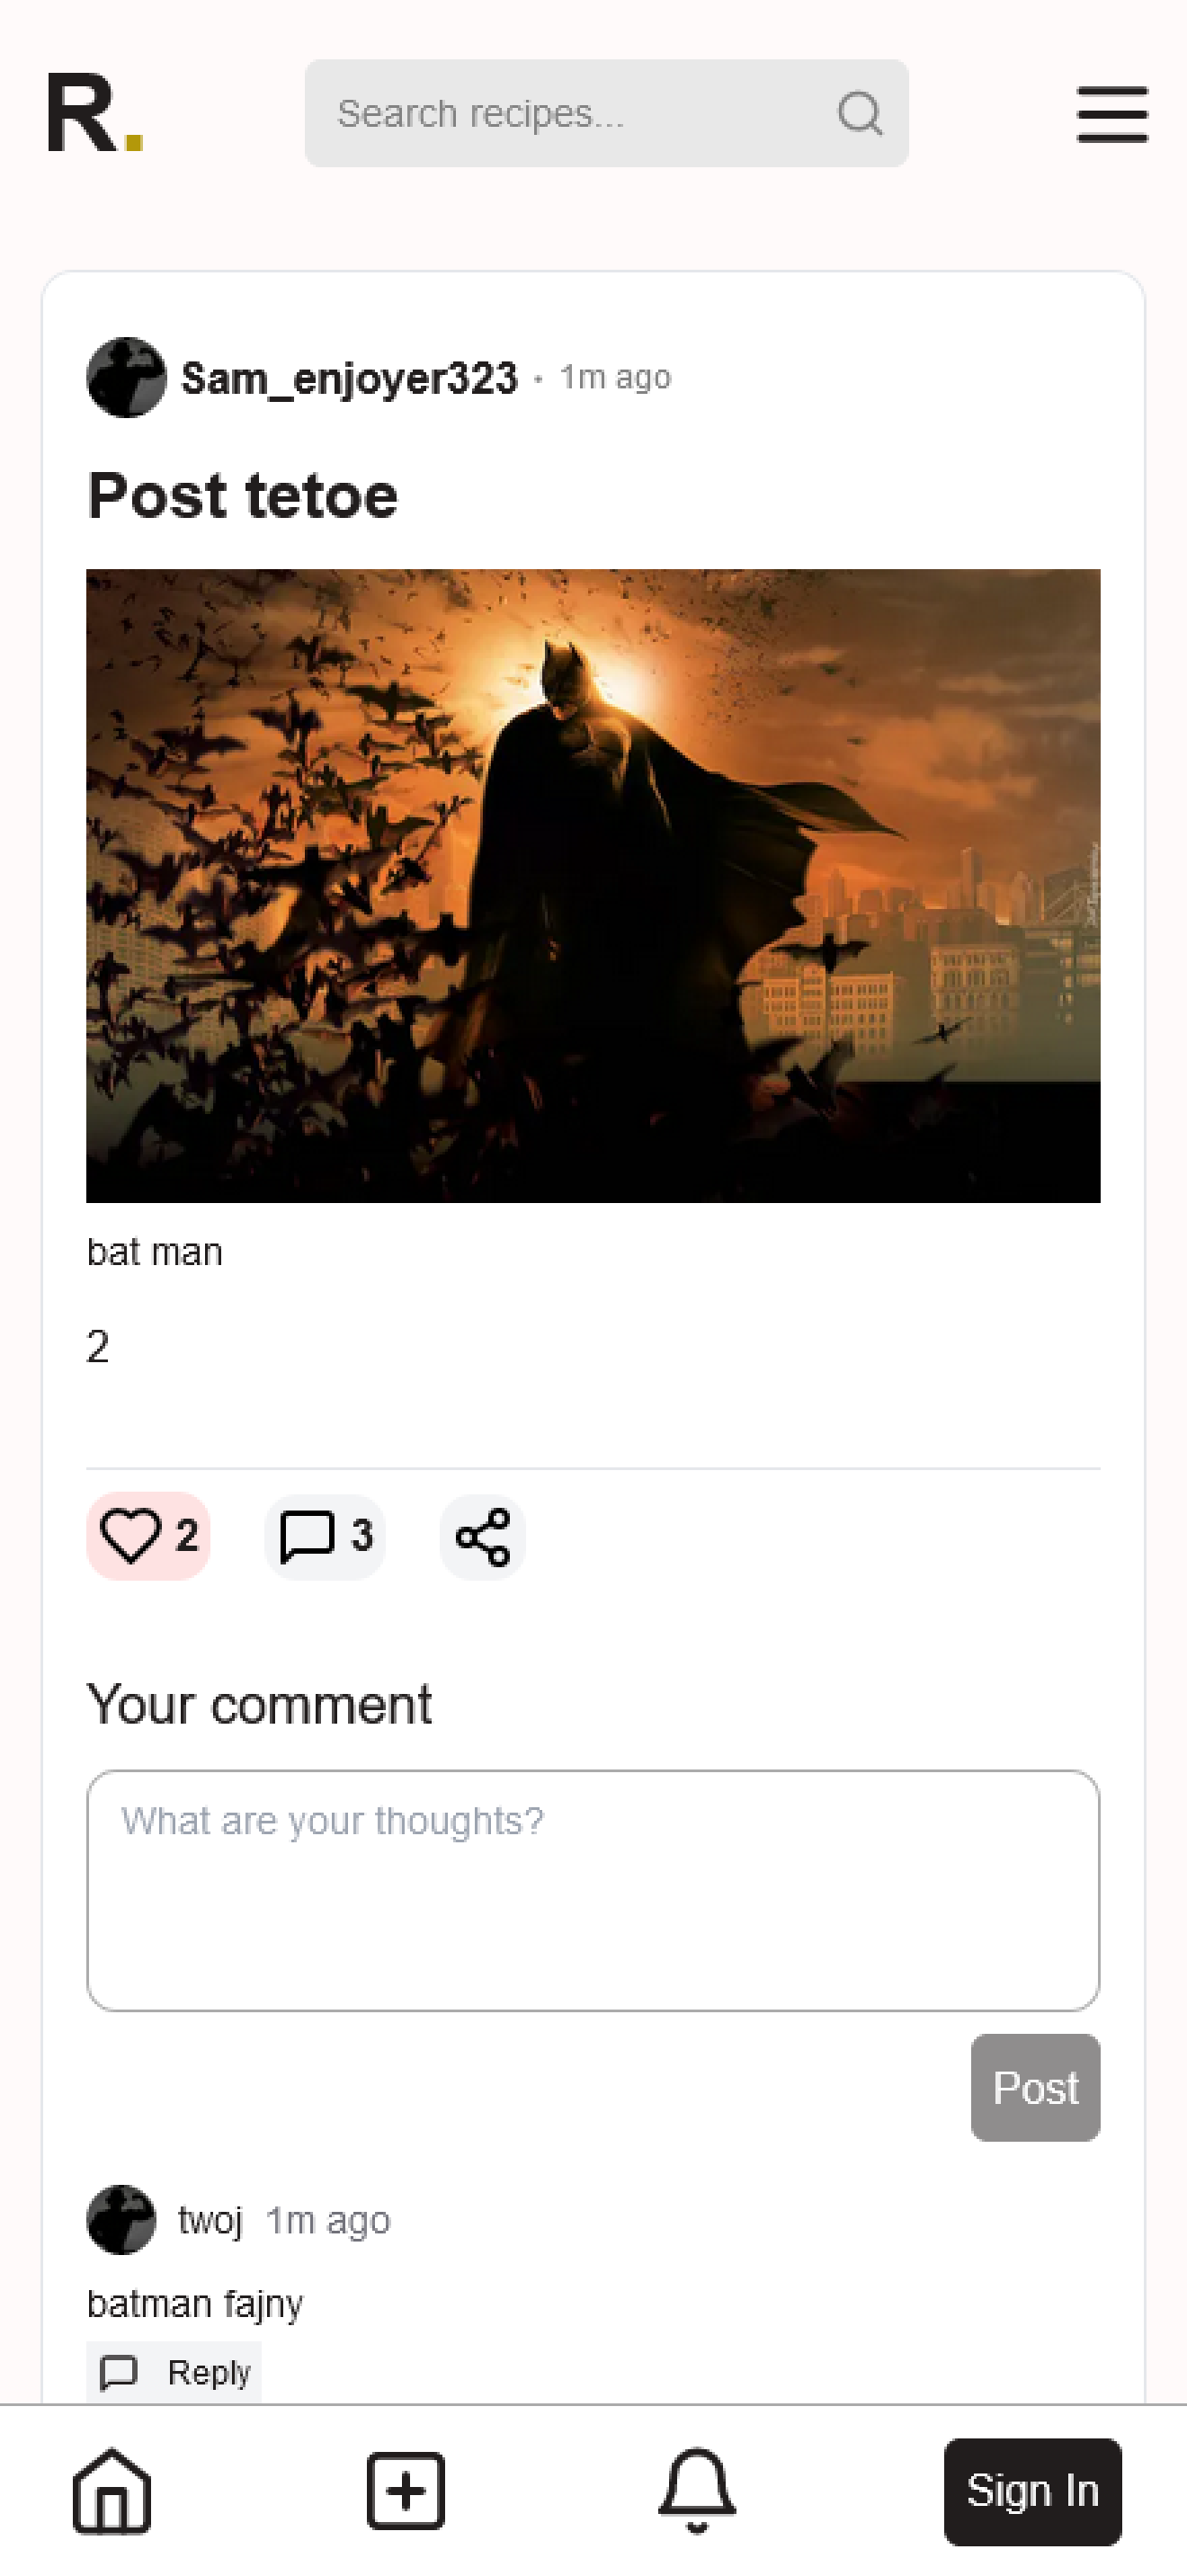 R.
Search recipes...
Sam_enjoyer323 · 1m ago
Post tetoe
bat man
2
2 3
Your comment
What are your thoughts?
Post
twoj 1m ago
batman fajny
Reply
Sign In